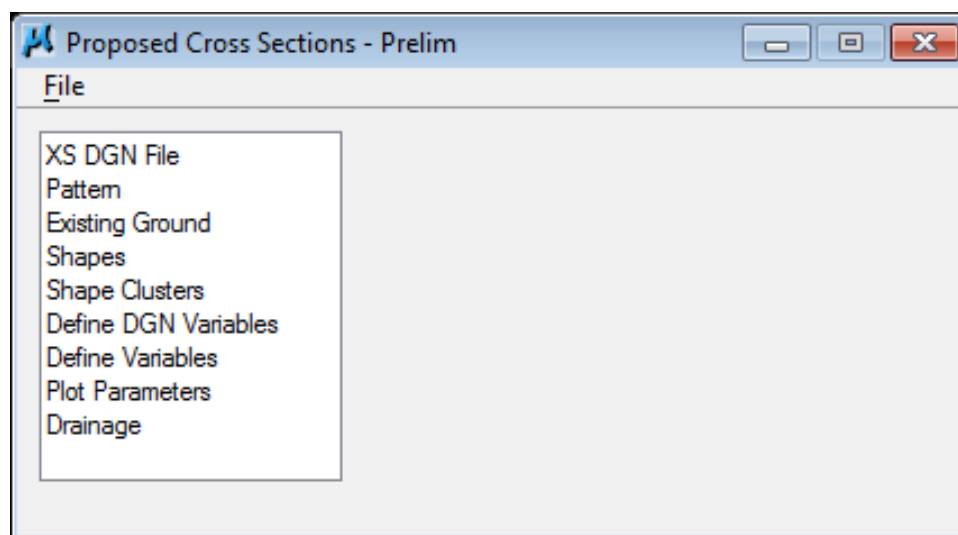 Proposed Cross Sections - Prelim
File
XS DGN File
Pattern
Existing Ground
Shapes
Shape Clusters
Define DGN Variables
Define Variables
Plot Parameters
Drainage